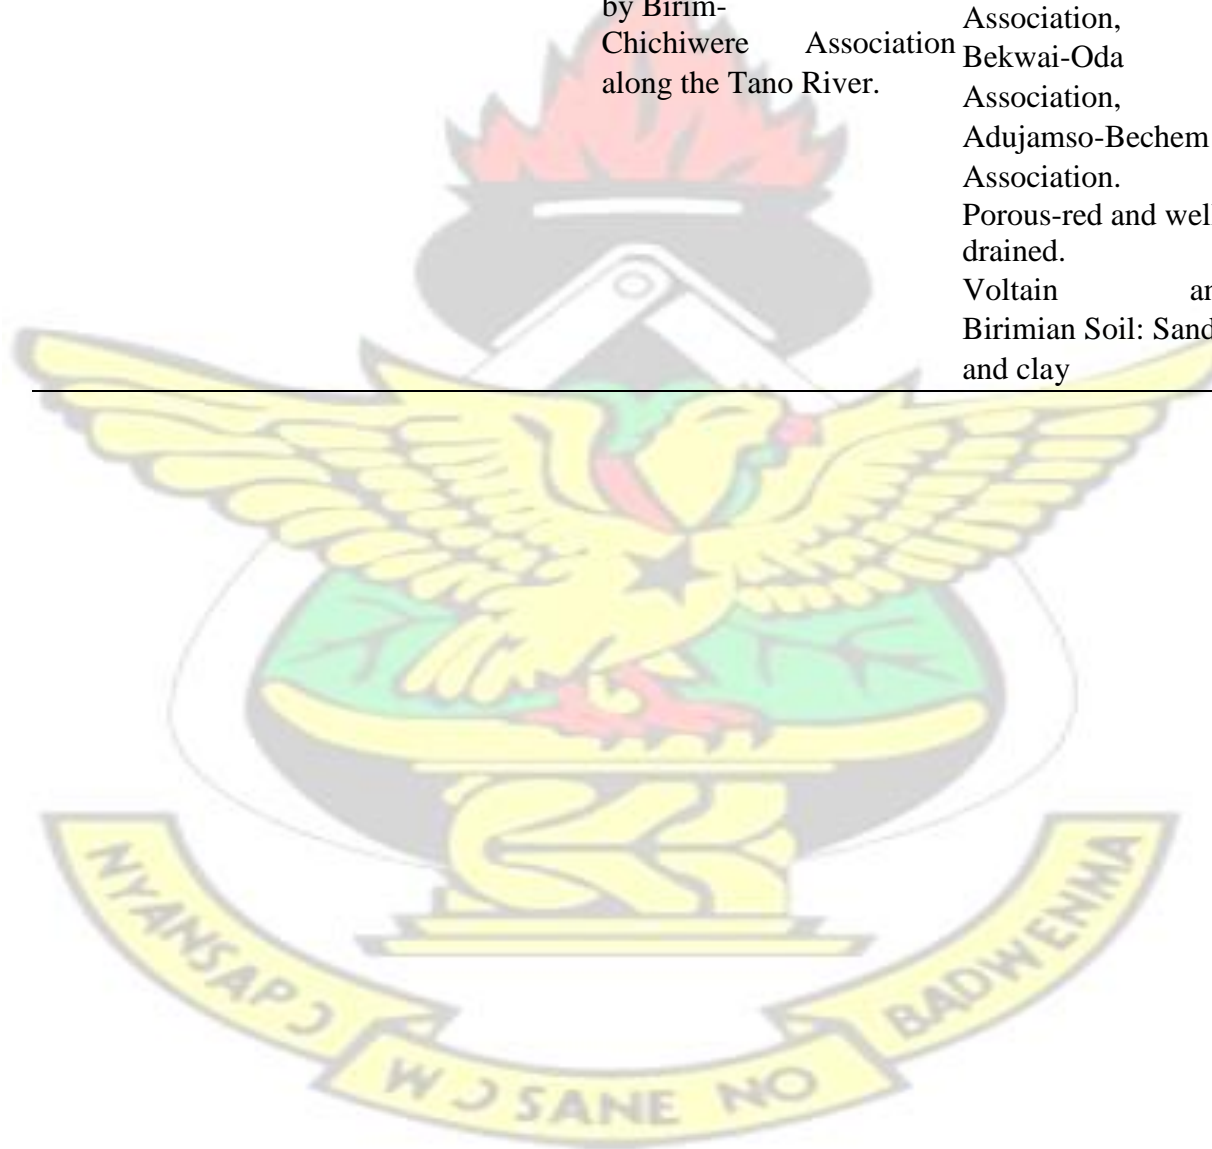 by Birim-
Chichiwere Association
along the Tano River.
Association,
Bekwai-Oda
Association,
Adujamso-Bechem
Association.
Porous-red and wel
drained.
Voltain
Birimian Soil: Sand
and clay
NYANSAPƆ
WƆSANE NO
BADWENMA